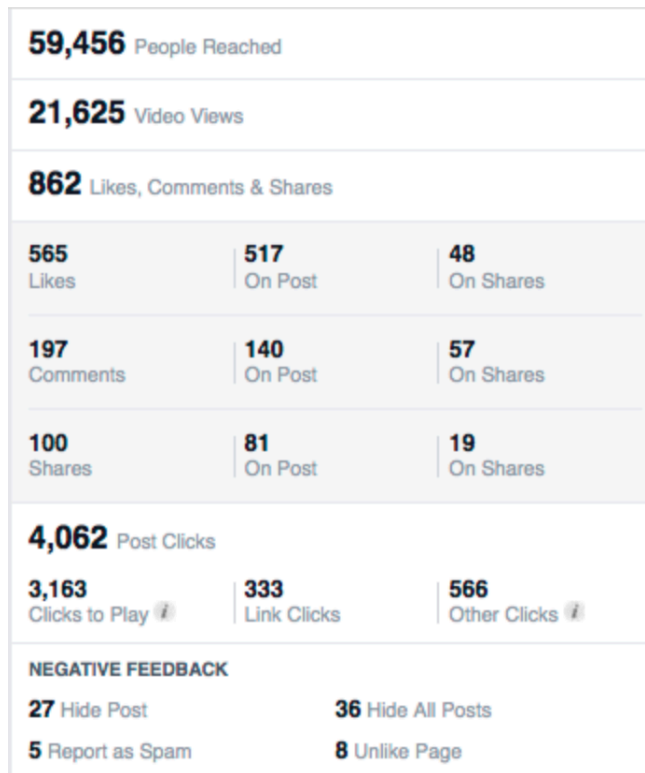 59,456 People Reached
21,625 Video Views
862 Likes, Comments & Shares
565 517 48
Likes On Post On Shares
197 140 57
Comments On Post On Shares
100 81 19
Shares On Post On Shares
4,062 Post Clicks
3,163 333 566
Clicks to Play i Link Clicks Other Clicks i
NEGATIVE FEEDBACK
27 Hide Post 36 Hide All Posts
5 Report as Spam 8 Unlike Page